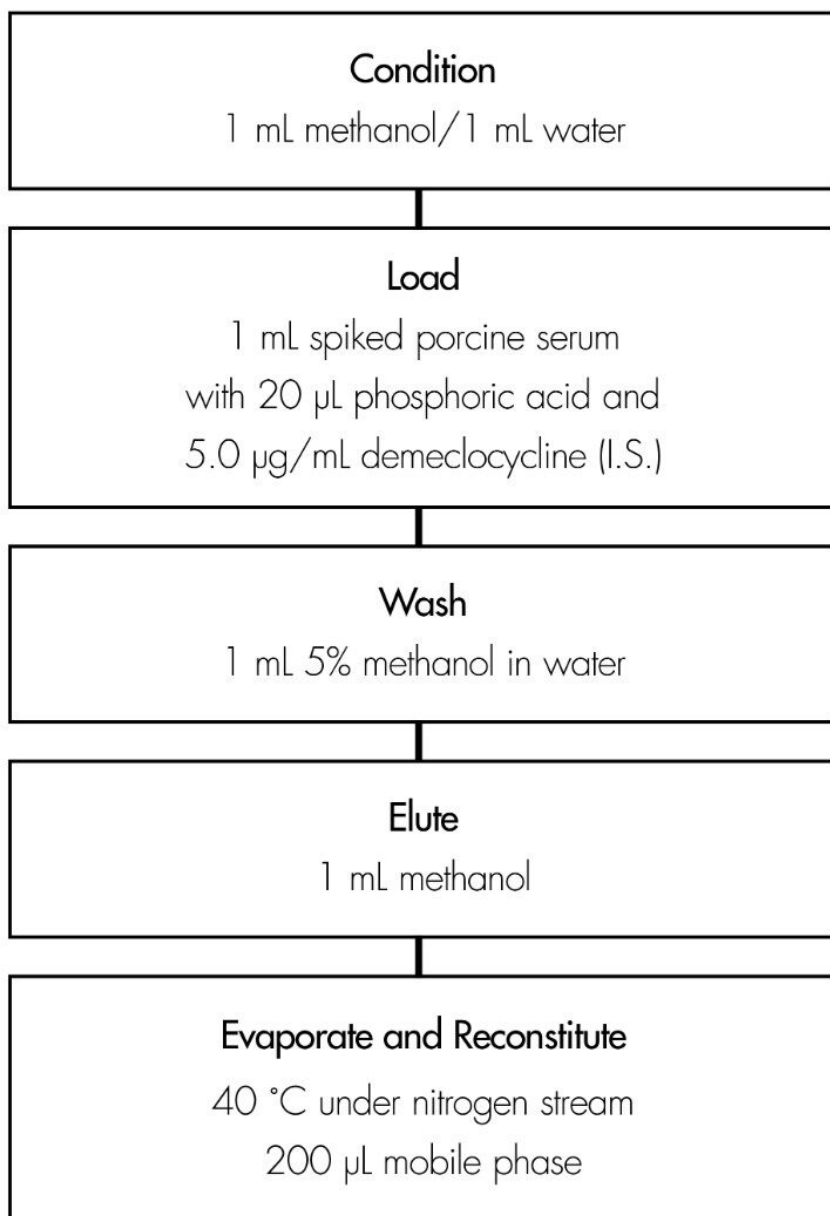 Condition
1 mL methanol/1 mL water
Load
1 mL spiked porcine serum
with 20 µL phosphoric acid and
5.0 µg/mL demeclocycline (I.S.)
Wash
1 mL 5% methanol in water
Elute
1 mL methanol
Evaporate and Reconstitute
40 °C under nitrogen stream
200 µL mobile phase